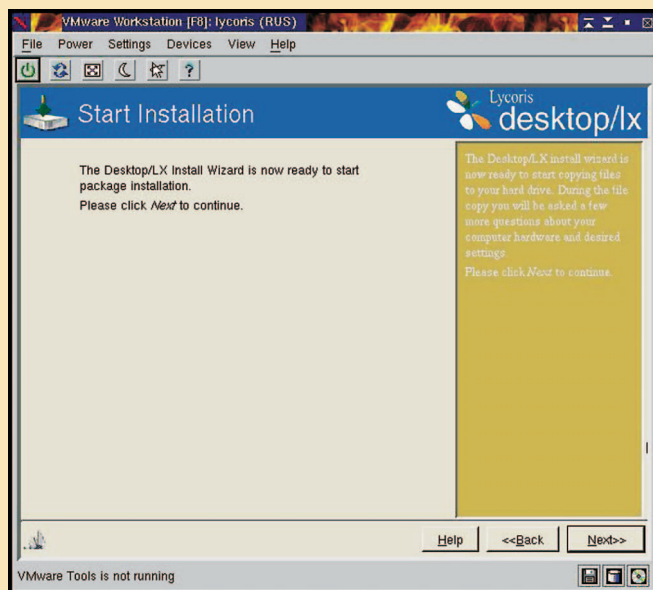 VMware Workstation [F8]: lycoris (RUS)
File Power Settings Devices View Help
?
Start Installation
Lycoris
desktop/lx
The Desktop/LX Install Wizard is now ready to start
package installation.
Please click Next to continue.
The Desktop/LX install wizard is
now ready to start copying files
to your hard drive. During the file
copy you will be asked a few
more questions about your
computer hardware and desired
settings.
Please click Next to continue.
Help <<Back Next>>
VMware Tools is not running